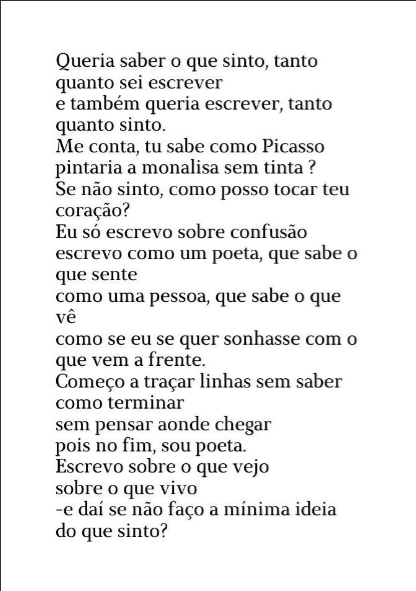 Queria saber o que sinto, tanto
quanto sei escrever
e também queria escrever, tanto
quanto sinto.
Me conta, tu sabe como Picasso
pintaria a monalisa sem tinta ?
Se não sinto, como posso tocar teu
coração?
Eu só escrevo sobre confusão
escrevo como um poeta, que sabe o
que sente
como uma pessoa, que sabe o que
vê
como se eu se quer sonhasse com o
que vem a frente.
Começo a traçar linhas sem saber
como terminar
sem pensar aonde chegar
pois no fim, sou poeta.
Escrevo sobre o que vejo
sobre o que vivo
-e daí se não faço a mínima ideia
do que sinto?